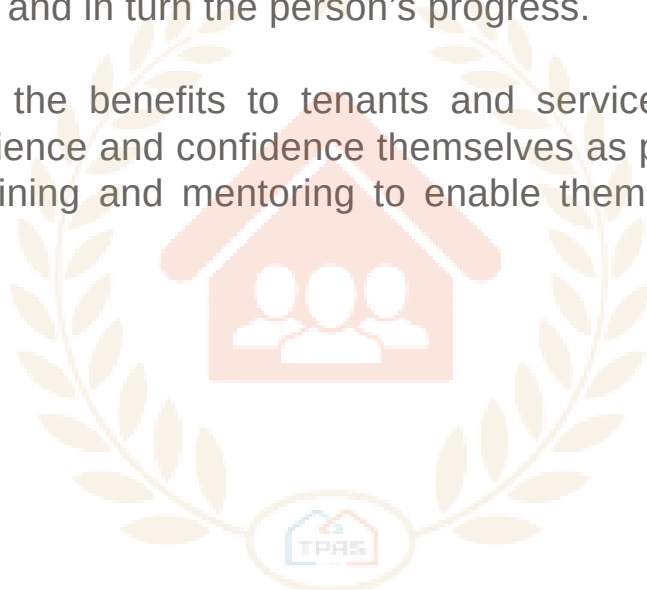 and in turn the person's progress.
the benefits to tenants and service
ience and confidence themselves as p
ining and mentoring to enable them
TPAS